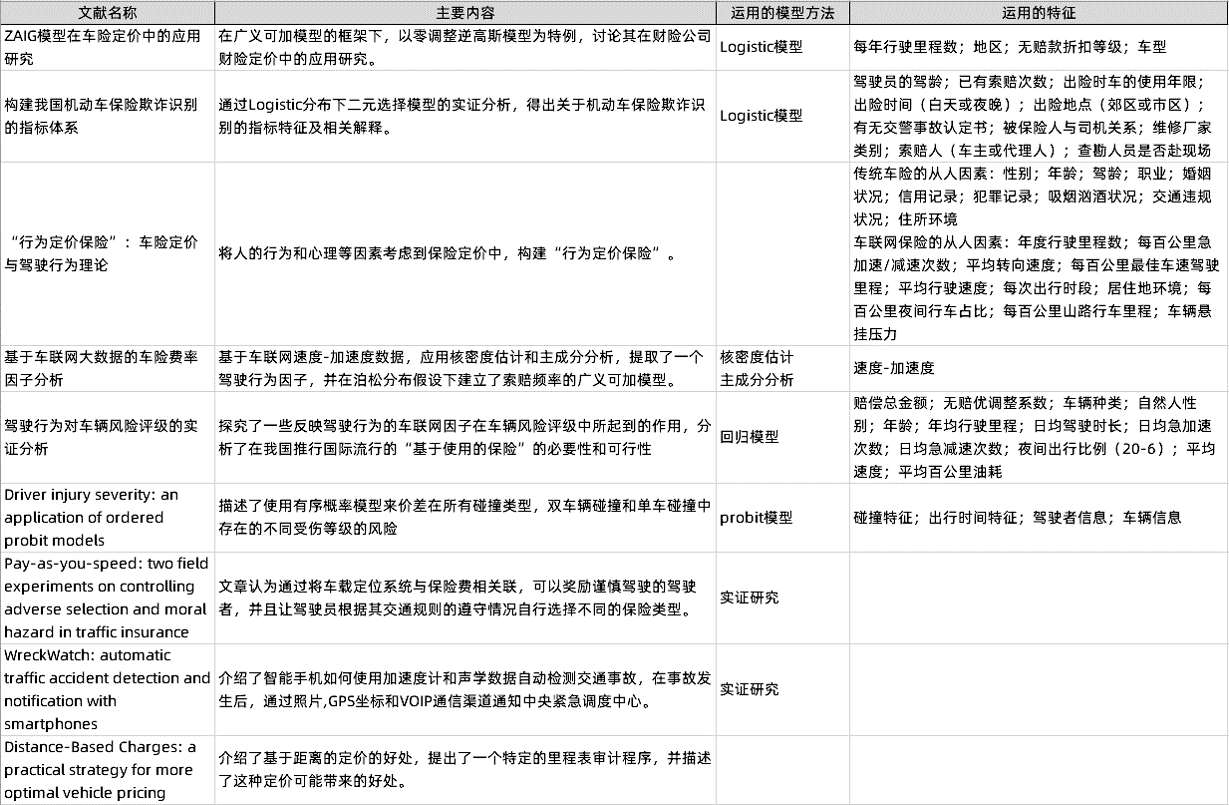 文献名称
主要内容
运用的模型方法
运用的特征
ZAIG模型在车险定价中的应用
研究
在广义可加模型的框架下，以零调整逆高斯模型为特例，讨论其在财险公司
财险定价中的应用研究。
Logistic模型
每年行驶里程数；地区；无赔款折扣等级；车型
构建我国机动车保险欺诈识别
的指标体系
通过Logistic分布下二元选择模型的实证分析，得出关于机动车保险欺诈识
别的指标特征及相关解释。
Logistic模型
驾驶员的驾龄；已有索赔次数；出险时车的使用年限；
出险时间（白天或夜晚）；出险地点（郊区或市区）；
有无交警事故认定书；被保险人与司机关系；维修厂家
类别；索赔人（车主或代理人）；查勘人员是否赴现场
“行为定价保险”：车险定价
与驾驶行为理论
将人的行为和心理等因素考虑到保险定价中，构建“行为定价保险”。
传统车险的从人因素：性别；年龄；驾龄；职业；婚姻
状况；信用记录；犯罪记录；吸烟汹酒状况；交通违规
状况；住所环境
车联网保险的从人因素：年度行驶里程数；每百公里急
加速/减速次数；平均转向速度；每百公里最佳车速驾驶
里程；平均行驶速度；每次出行时段；居住地环境；每
百公里夜间行车占比；每百公里山路行车里程；车辆悬
挂压力
基于车联网大数据的车险费率
因子分析
基于车联网速度-加速度数据，应用核密度估计和主成分分析，提取了一个
驾驶行为因子，并在泊松分布假设下建立了索赔频率的广义可加模型。
核密度估计
主成分分析
速度-加速度
驾驶行为对车辆风险评级的实
证分析
探究了一些反映驾驶行为的车联网因子在车辆风险评级中所起到的作用，分
析了在我国推行国际流行的“基于使用的保险”的必要性和可行性
回归模型
赔偿总金额；无赔优调整系数；车辆种类；自然人性
别；年龄；年均行驶里程；日均驾驶时长；日均急加速
次数；日均急减速次数；夜间出行比例（20-6）；平均
速度；平均百公里油耗
Driver injury severity: an
application of ordered
probit models
描述了使用有序概率模型来价差在所有碰撞类型，双车辆碰撞和单车碰撞中
存在的不同受伤等级的风险
probit模型
碰撞特征；出行时间特征；驾驶者信息；车辆信息
Pay-as-you-speed: two field
experiments on controlling
adverse selection and moral
hazard in traffic insurance
文章认为通过将车载定位系统与保险费相关联，可以奖励谨慎驾驶的驾驶
者，并且让驾驶员根据其交通规则的遵守情况自行选择不同的保险类型。
实证研究
WreckWatch: automatic
traffic accident detection and
notification with
smartphones
介绍了智能手机如何使用加速度计和声学数据自动检测交通事故，在事故发
生后，通过照片,GPS坐标和VOIP通信渠道通知中央紧急调度中心。
实证研究
Distance-Based Charges: a
practical strategy for more
optimal vehicle pricing
介绍了基于距离的定价的好处，提出了一个特定的里程表审计程序，并描述
了这种定价可能带来的好处。